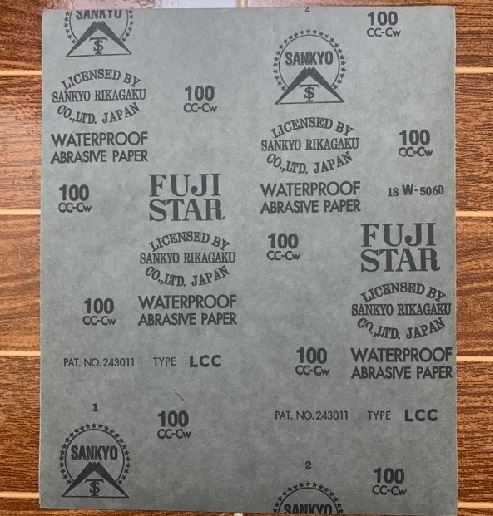 SANKYO
TS
2
100
CC-Cw
SANKYO
TS
LICENSED BY
SANKYO RIKAGAKU
CO.,LTD. JAPAN
100
CC-Cw
WATERPROOF
ABRASIVE PAPER
LICENSED BY
SANKYO RIKAGAKU
CO.,LTD. JAPAN
100
CC-Cw
100
CC-Cw
FUJI
STAR
WATERPROOF
ABRASIVE PAPER
18 W-5060
LICENSED BY
SANKYO RIKAGAKU
CO.,LTD. JAPAN
100
CC-Cw
FUJI
STAR
100
CC-Cw
WATERPROOF
ABRASIVE PAPER
LICENSED BY
SANKYO RIKAGAKU
CO.,LTD. JAPAN
PAT. NO. 243011 TYPE LCC
100
CC-Cw
WATERPROOF
ABRASIVE PAPER
1
100
CC-Cw
PAT. NO. 243011 TYPE LCC
SANKYO
TS
2
100
CC-Cw
SANKYO